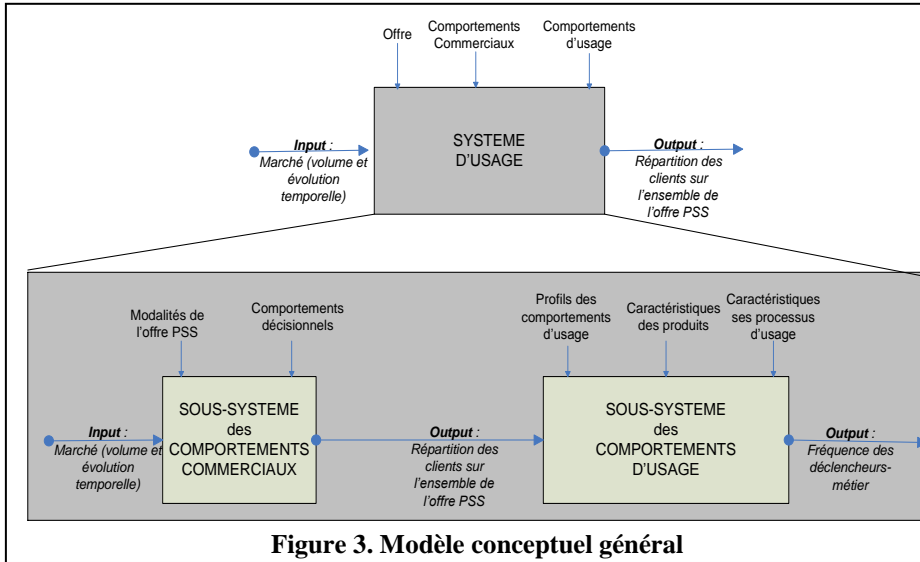 Offre
Comportements
Commerciaux
Comportements
d'usage
Input :
Marché (volume et
évolution
temporelle)
SYSTEME
D'USAGE
Output :
Répartition des
clients sur
l'ensemble de
l'offre PSS
Modalités de
l'offre PSS
Comportements
décisionnels
Profils des
comportements
d'usage
Caractéristiques
des produits
Caractéristiques
ses processus
d'usage
Input :
Marché (volume et
évolution
temporelle)
SOUS-SYSTEME
des
COMPORTEMENTS
COMMERCIAUX
Output :
Répartition des
clients sur
l'ensemble de
l'offre PSS
SOUS-SYSTEME
des
COMPORTEMENTS
D'USAGE
Output :
Fréquence des
déclencheurs-
métier
Figure 3. Modèle conceptuel général